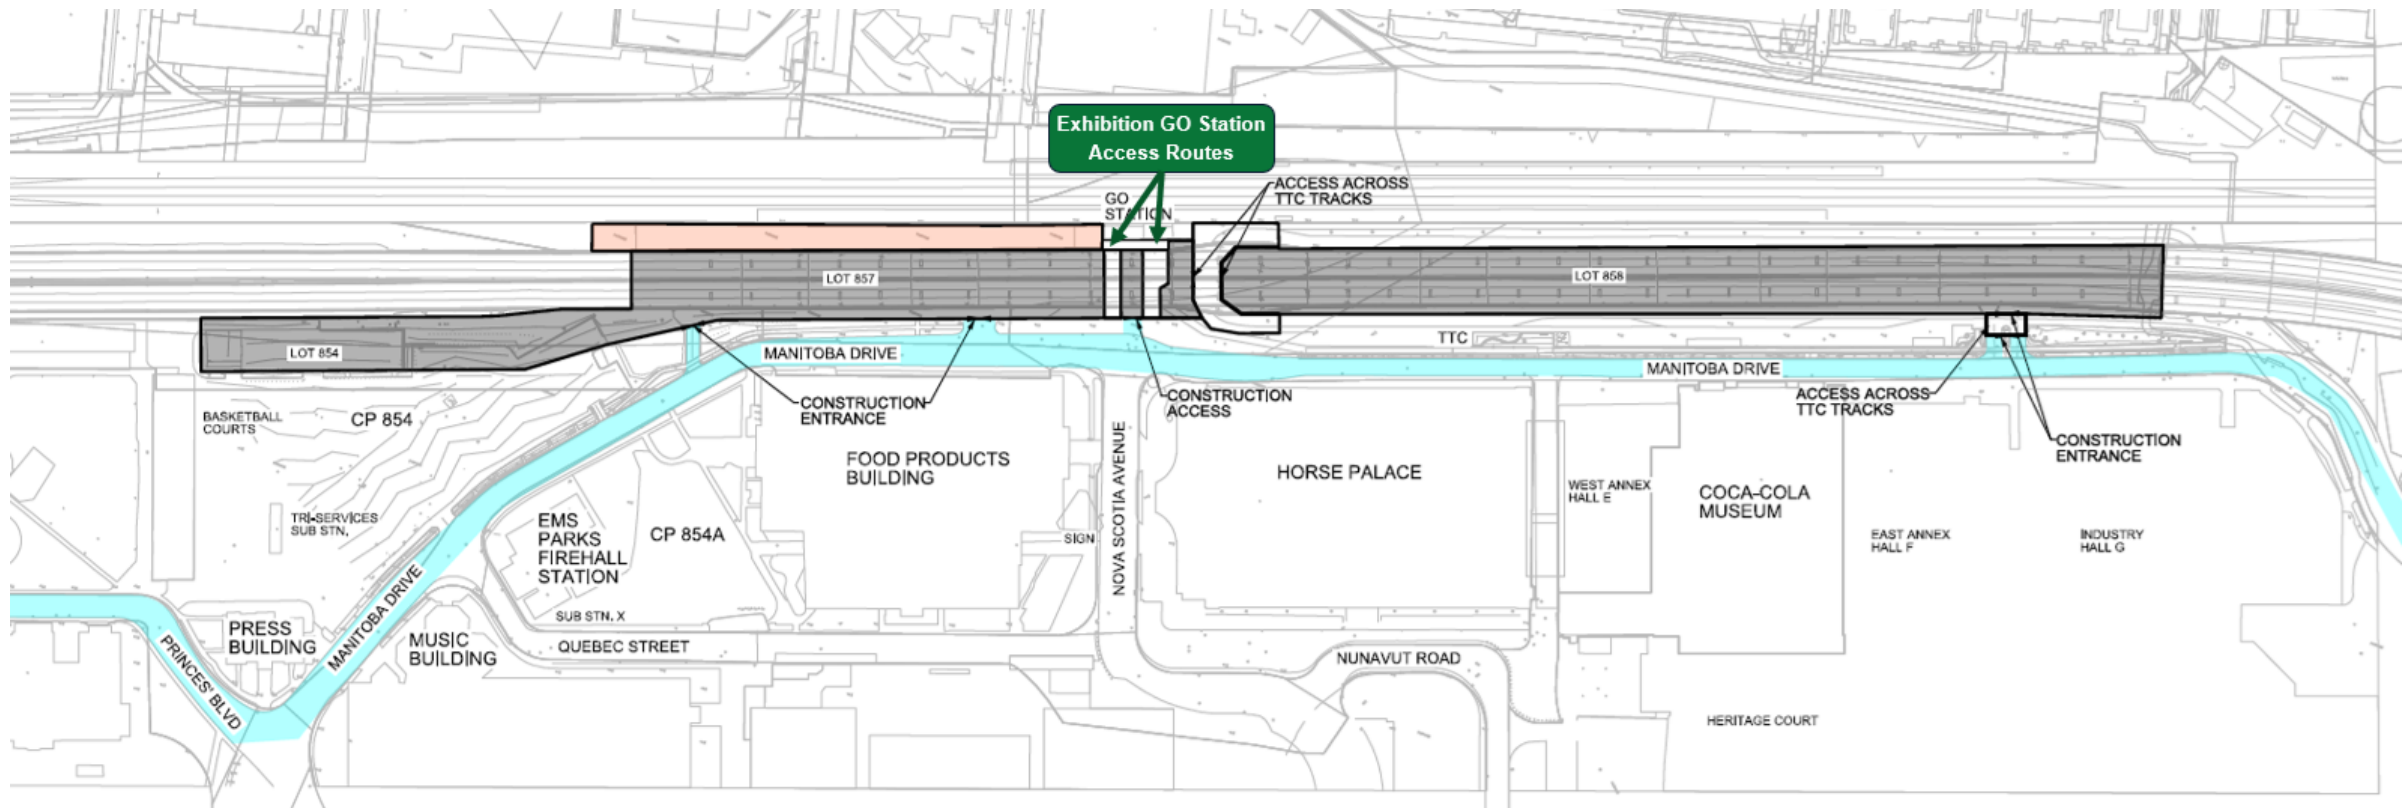 Exhibition GO Station
Access Routes
ACCESS ACROSS
TTC TRACKS
GO
STATION
LOT 857
LOT 858
LOT 854
TTC
MANITOBA DRIVE
MANITOBA DRIVE
CONSTRUCTION
ENTRANCE
CONSTRUCTION
ACCESS
ACCESS ACROSS
TTC TRACKS
CONSTRUCTION
ENTRANCE
BASKETBALL
COURTS
CP 854
FOOD PRODUCTS
BUILDING
NOVA SCOTIA AVENUE
HORSE PALACE
WEST ANNEX
HALL E
COCA-COLA
MUSEUM
EAST ANNEX
HALL F
INDUSTRY
HALL G
TRI-SERVICES
SUB STN.
EMS
PARKS
FIREHALL
STATION
CP 854A
SIGN
SUB STN. X
MANITOBA DRIVE
PRESS
BUILDING
PRINCES' BLVD
MUSIC
BUILDING
QUEBEC STREET
NUNAVUT ROAD
HERITAGE COURT